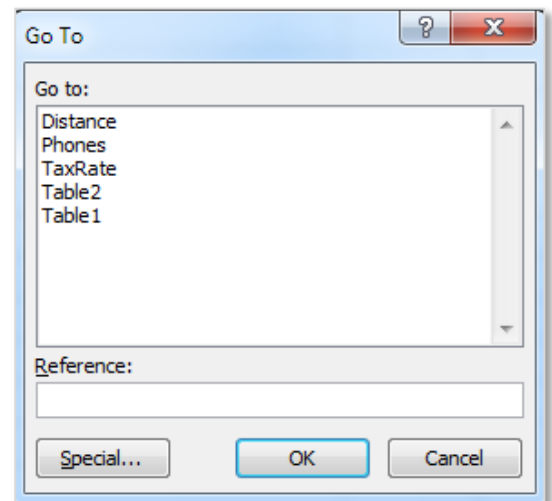 Go To
Go to:
Distance
Phones
TaxRate
Table2
Table1
Reference:
Special... OK Cancel